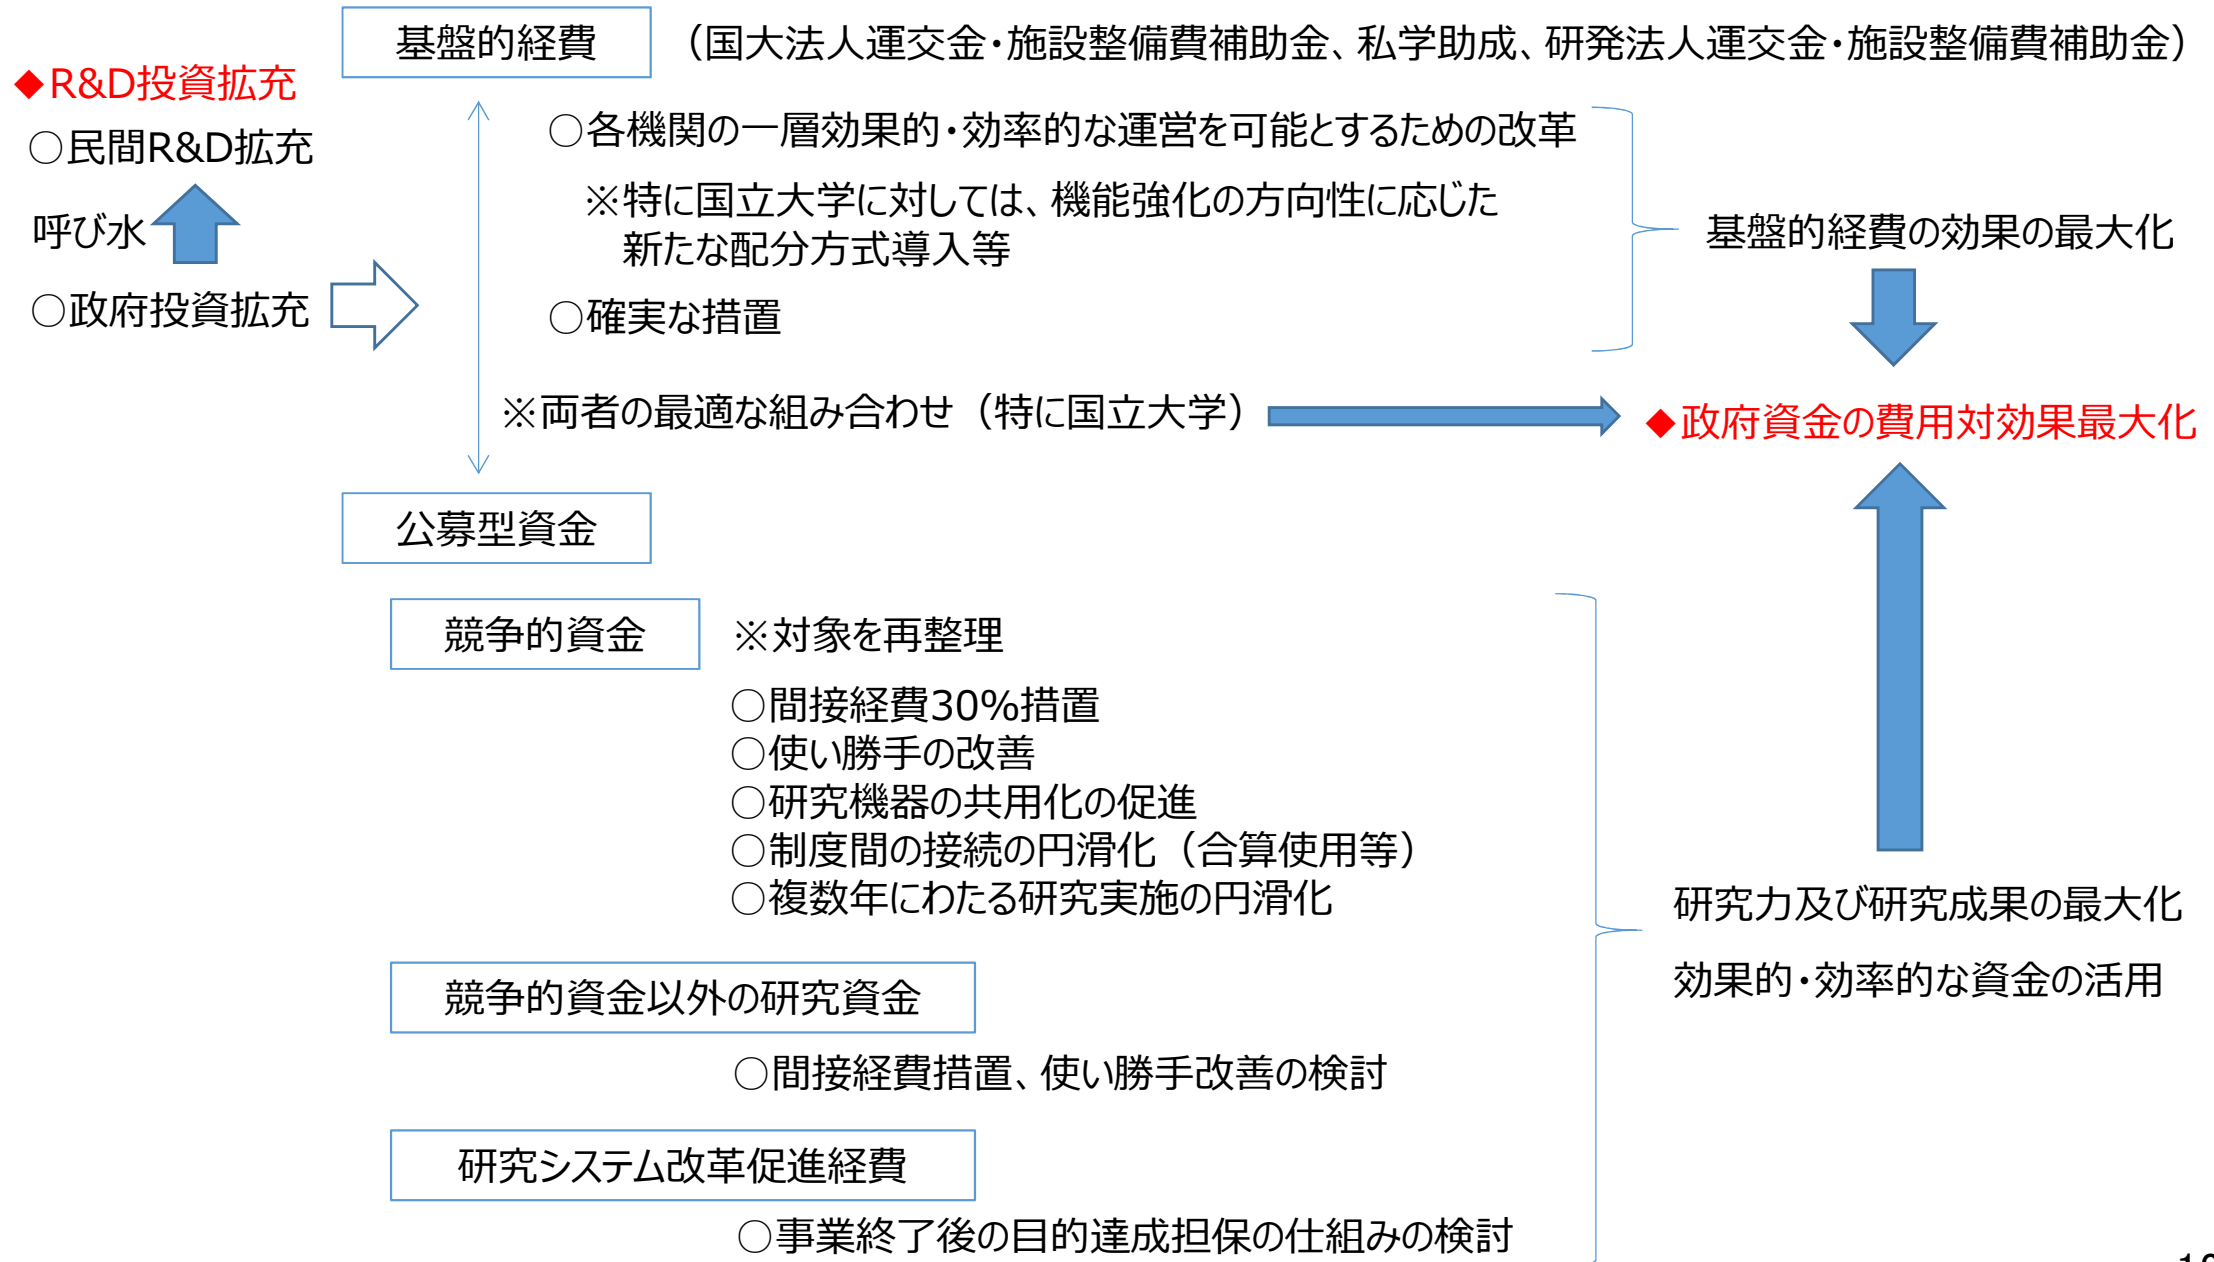 基盤的経費 （国大法人運交金・施設整備費補助金、私学助成、研発法人運交金・施設整備費補助金）
◆R&D投資拡充
○民間R&D拡充
呼び水
○政府投資拡充
○各機関の一層効果的・効率的な運営を可能とするための改革
※特に国立大学に対しては、機能強化の方向性に応じた
新たな配分方式導入等
○確実な措置
基盤的経費の効果の最大化
※両者の最適な組み合わせ（特に国立大学）
◆政府資金の費用対効果最大化
公募型資金
競争的資金 ※対象を再整理
○間接経費30%措置
○使い勝手の改善
○研究機器の共用化の促進
○制度間の接続の円滑化（合算使用等）
○複数年にわたる研究実施の円滑化
研究力及び研究成果の最大化
効果的・効率的な資金の活用
競争的資金以外の研究資金
○間接経費措置、使い勝手改善の検討
研究システム改革促進経費
○事業終了後の目的達成担保の仕組みの検討